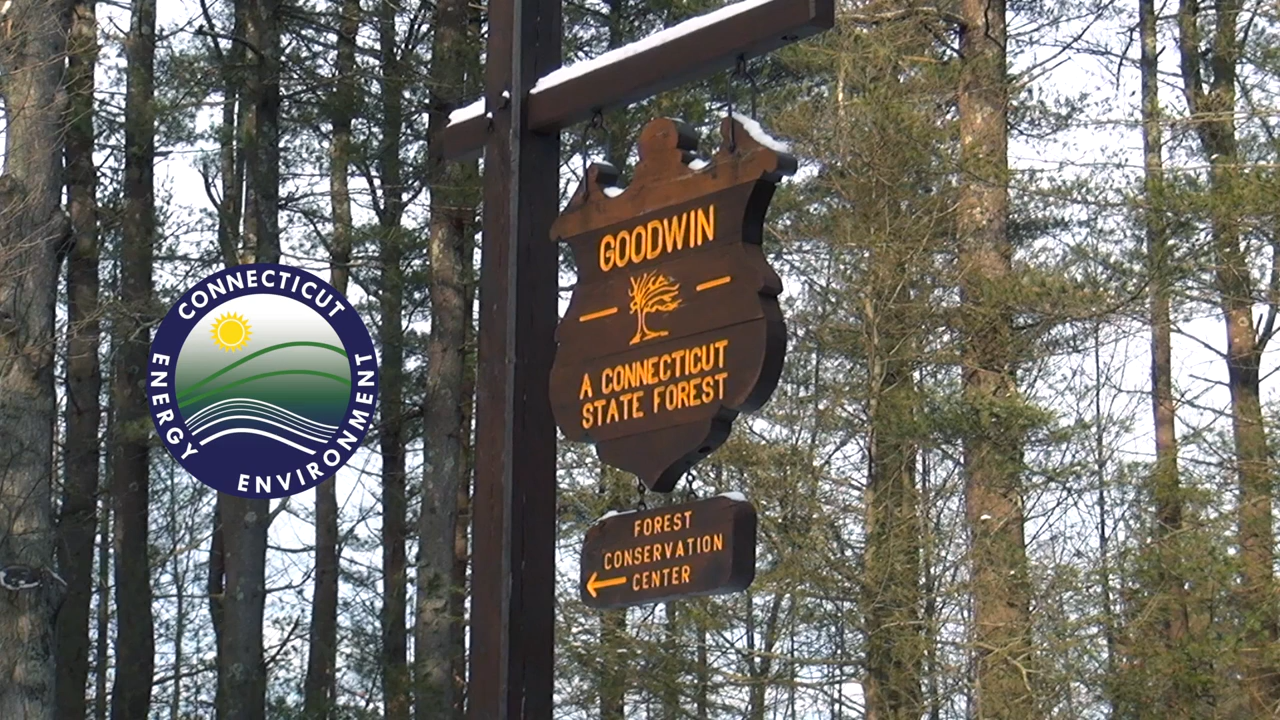 CONNECTICUT
ENERGY
ENVIRONMENT
GOODWIN
A CONNECTICUT
STATE FOREST
FOREST
CONSERVATION
CENTER